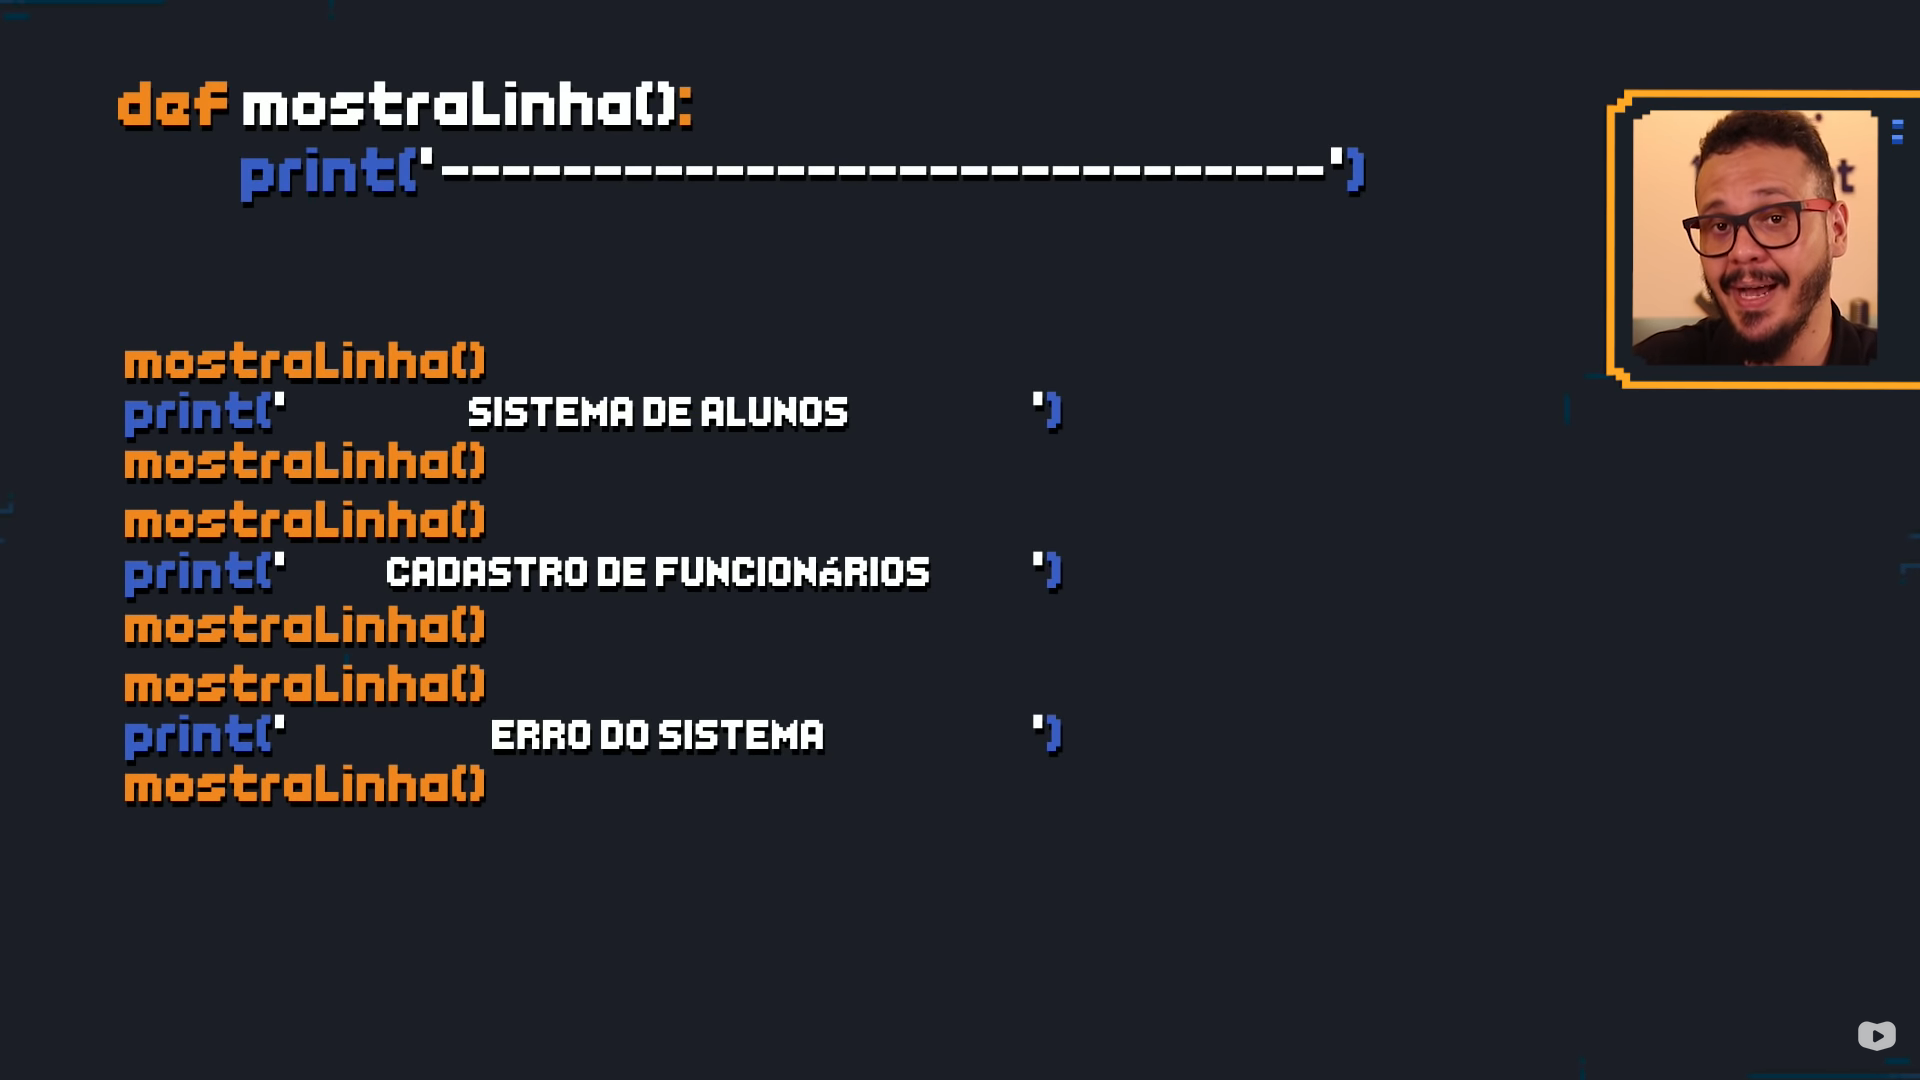 def mostraLinha():
print('-----------------------------')
mostraLinha()
print('          SISTEMA DE ALUNOS          ')
mostraLinha()
mostraLinha()
print('     CADASTRO DE FUNCIONáRIOS     ')
mostraLinha()
mostraLinha()
print('           ERRO DO SISTEMA           ')
mostraLinha()